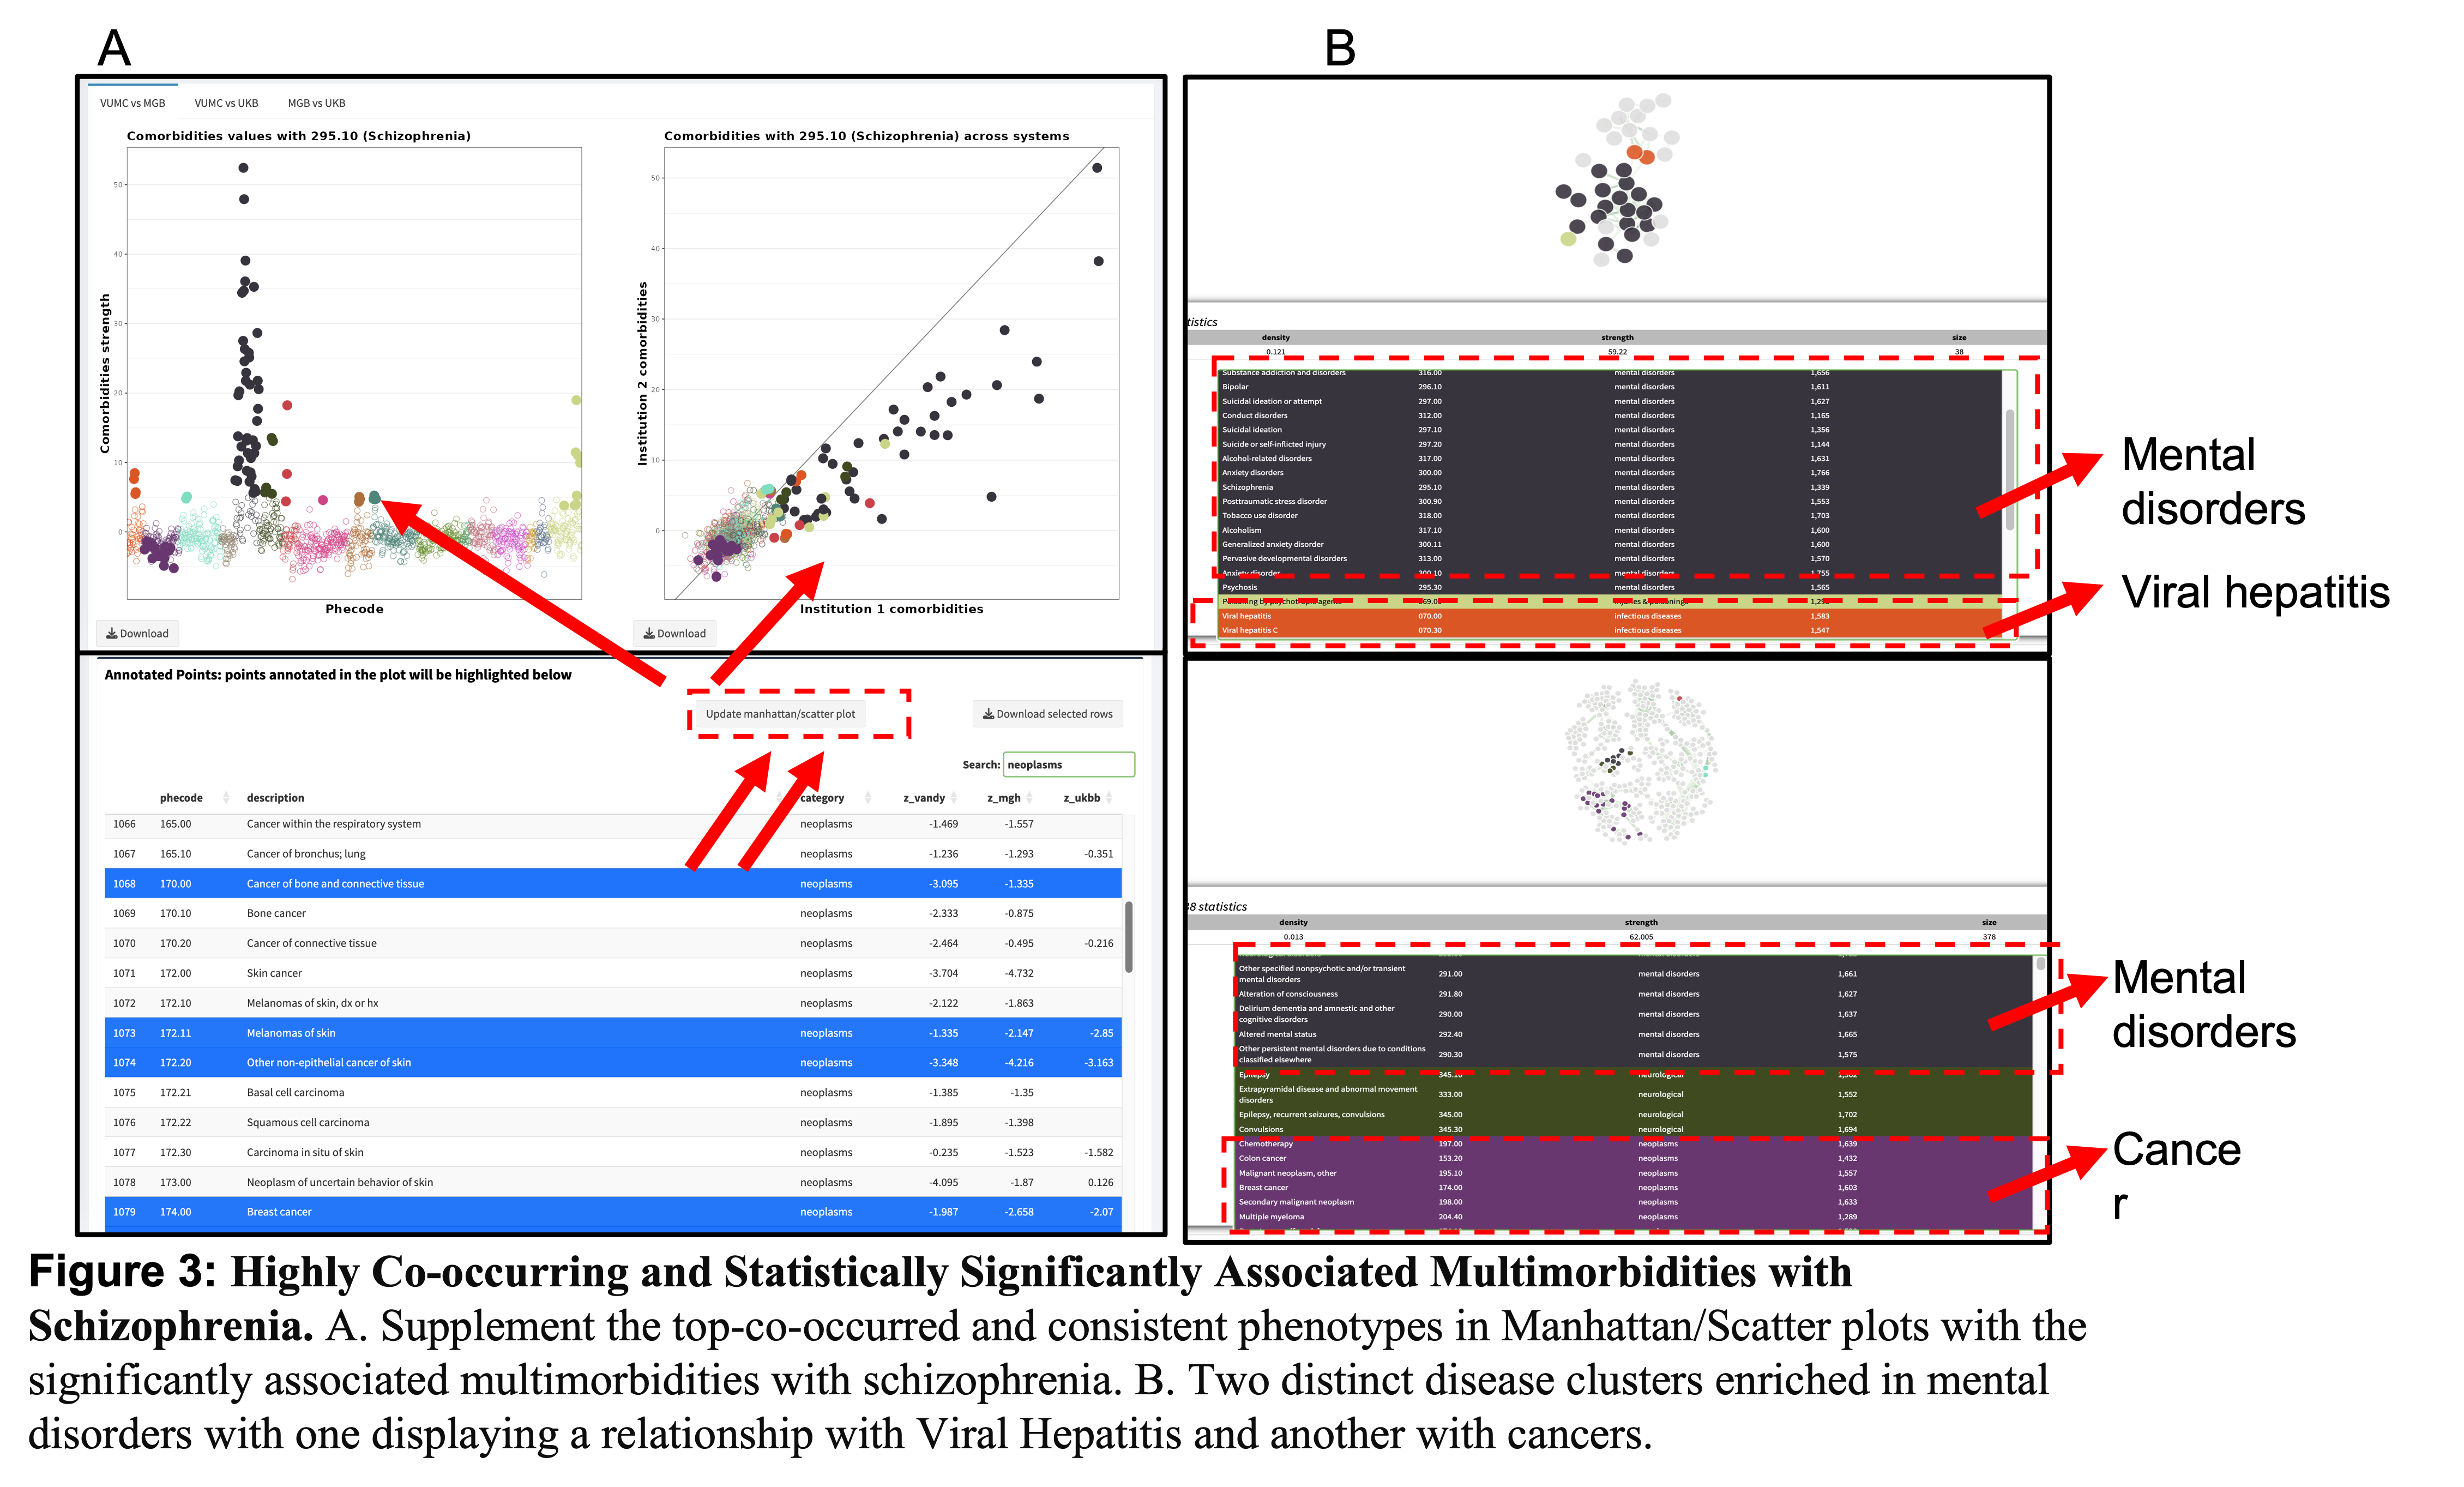 A
B
VUMC vs MGB
VUMC vs UKB
MGB vs UKB
Comorbidities values with 295.10 (Schizophrenia)
Comorbidities strength
50
40
30
20
10
0
Phecode
Download
Comorbidities with 295.10 (Schizophrenia) across systems
Institution 2 comorbidities
50
40
30
20
10
0
Institution 1 comorbidities
Download
Annotated Points: points annotated in the plot will be highlighted below
Update manhattan/scatter plot
Download selected rows
Search: neoplasms
phecode description category z_vandy z_mgh z_ukbb
1066 165.00 Cancer within the respiratory system neoplasms -1.469 -1.557
1067 165.10 Cancer of bronchus; lung neoplasms -1.236 -1.293 -0.351
1068 170.00 Cancer of bone and connective tissue neoplasms -3.095 -1.335
1069 170.10 Bone cancer neoplasms -2.333 -0.875
1070 170.20 Cancer of connective tissue neoplasms -2.464 -0.495 -0.216
1071 172.00 Skin cancer neoplasms -3.704 -4.732
1072 172.10 Melanomas of skin, dx or hx neoplasms -2.122 -1.863
1073 172.11 Melanomas of skin neoplasms -1.335 -2.147 -2.85
1074 172.20 Other non-epithelial cancer of skin neoplasms -3.348 -4.216 -3.163
1075 172.21 Basal cell carcinoma neoplasms -1.385 -1.35
1076 172.22 Squamous cell carcinoma neoplasms -1.895 -1.398
1077 172.30 Carcinoma in situ of skin neoplasms -0.235 -1.523 -1.582
1078 173.00 Neoplasm of uncertain behavior of skin neoplasms -4.095 -1.87 0.126
1079 174.00 Breast cancer neoplasms -1.987 -2.658 -2.07
tistics
density strength size
0.121 59.22 38
Substance addiction and disorders 316.00 mental disorders 1,656
Bipolar 296.10 mental disorders 1,611
Suicidal ideation or attempt 297.00 mental disorders 1,627
Conduct disorders 312.00 mental disorders 1,165
Suicidal ideation 297.10 mental disorders 1,356
Suicide or self-inflicted injury 297.20 mental disorders 1,144
Alcohol-related disorders 317.00 mental disorders 1,631
Anxiety disorders 300.00 mental disorders 1,766
Schizophrenia 295.10 mental disorders 1,339
Posttraumatic stress disorder 300.90 mental disorders 1,553
Tobacco use disorder 318.00 mental disorders 1,703
Alcoholism 317.10 mental disorders 1,600
Generalized anxiety disorder 300.11 mental disorders 1,600
Pervasive developmental disorders 313.00 mental disorders 1,570
Anxiety disorder 300.10 mental disorders 1,755
Psychosis 295.30 mental disorders 1,565
Poisoning by psychotropic agents injuries & poisonings
Viral hepatitis 070.00 infectious diseases 1,583
Viral hepatitis C 070.30 infectious diseases 1,547
Mental
disorders
Viral hepatitis
38 statistics
density strength size
0.013 62.005 378
Other specified nonpsychotic and/or transient
mental disorders 291.00 mental disorders 1,661
Alteration of consciousness 291.80 mental disorders 1,627
Delirium dementia and amnestic and other
cognitive disorders 290.00 mental disorders 1,637
Altered mental status 292.40 mental disorders 1,665
Other persistent mental disorders due to conditions
classified elsewhere 290.30 mental disorders 1,575
Epilepsy 345.10 neurological
Extrapyramidal disease and abnormal movement
disorders 333.00 neurological 1,552
Epilepsy, recurrent seizures, convulsions 345.00 neurological 1,702
Convulsions 345.30 neurological 1,694
Chemotherapy 197.00 neoplasms 1,639
Colon cancer 153.20 neoplasms 1,432
Malignant neoplasm, other 195.10 neoplasms 1,557
Breast cancer 174.00 neoplasms 1,603
Secondary malignant neoplasm 198.00 neoplasms 1,633
Multiple myeloma 204.40 neoplasms 1,289
Mental
disorders
Cance
r
Figure 3: Highly Co-occurring and Statistically Significantly Associated Multimorbidities with
Schizophrenia. A. Supplement the top-co-occurred and consistent phenotypes in Manhattan/Scatter plots with the
significantly associated multimorbidities with schizophrenia. B. Two distinct disease clusters enriched in mental
disorders with one displaying a relationship with Viral Hepatitis and another with cancers.